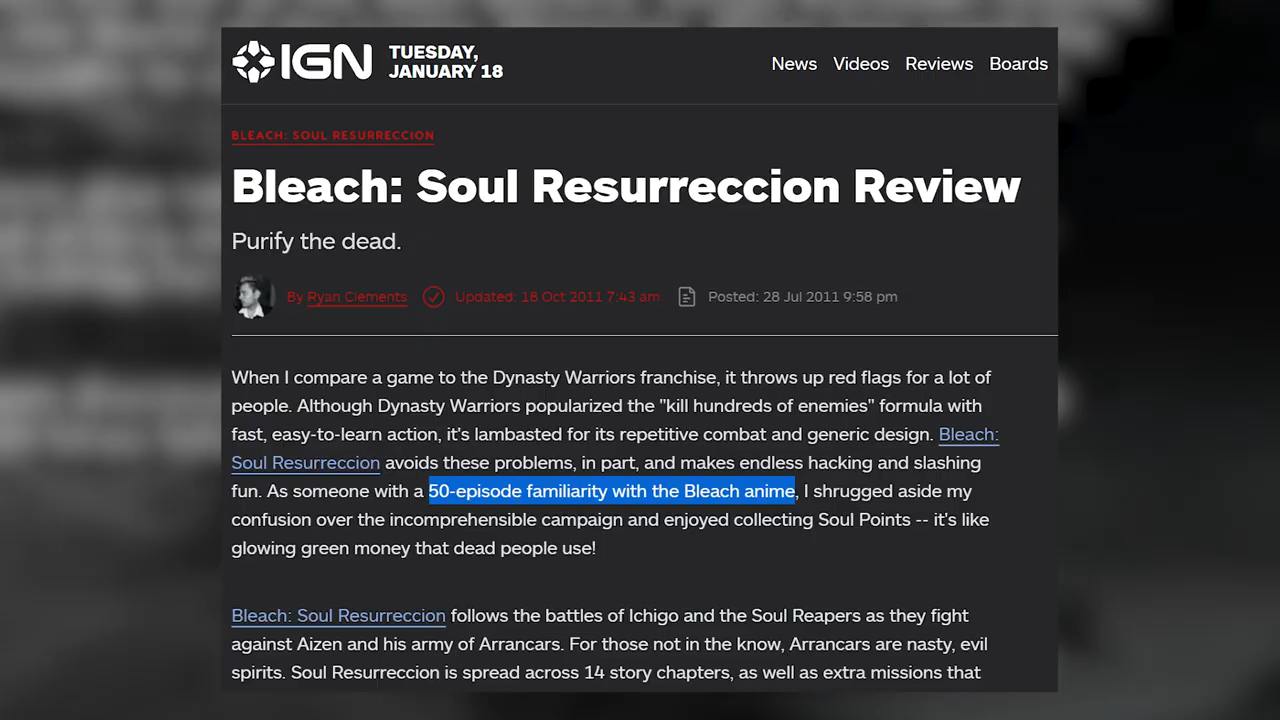 IGN
TUESDAY,
JANUARY 18
News Videos Reviews Boards
BLEACH: SOUL RESURRECCION
Bleach: Soul Resurreccion Review
Purify the dead.
By Ryan Clements Updated: 18 Oct 2011 7:43 am Posted: 28 Jul 2011 9:58 pm
When I compare a game to the Dynasty Warriors franchise, it throws up red flags for a lot of
people. Although Dynasty Warriors popularized the "kill hundreds of enemies" formula with
fast, easy-to-learn action, it's lambasted for its repetitive combat and generic design. Bleach:
Soul Resurreccion avoids these problems, in part, and makes endless hacking and slashing
fun. As someone with a 50-episode familiarity with the Bleach anime, I shrugged aside my
confusion over the incomprehensible campaign and enjoyed collecting Soul Points -- it's like
glowing green money that dead people use!
Bleach: Soul Resurreccion follows the battles of Ichigo and the Soul Reapers as they fight
against Aizen and his army of Arrancars. For those not in the know, Arrancars are nasty, evil
spirits. Soul Resurreccion is spread across 14 story chapters, as well as extra missions that